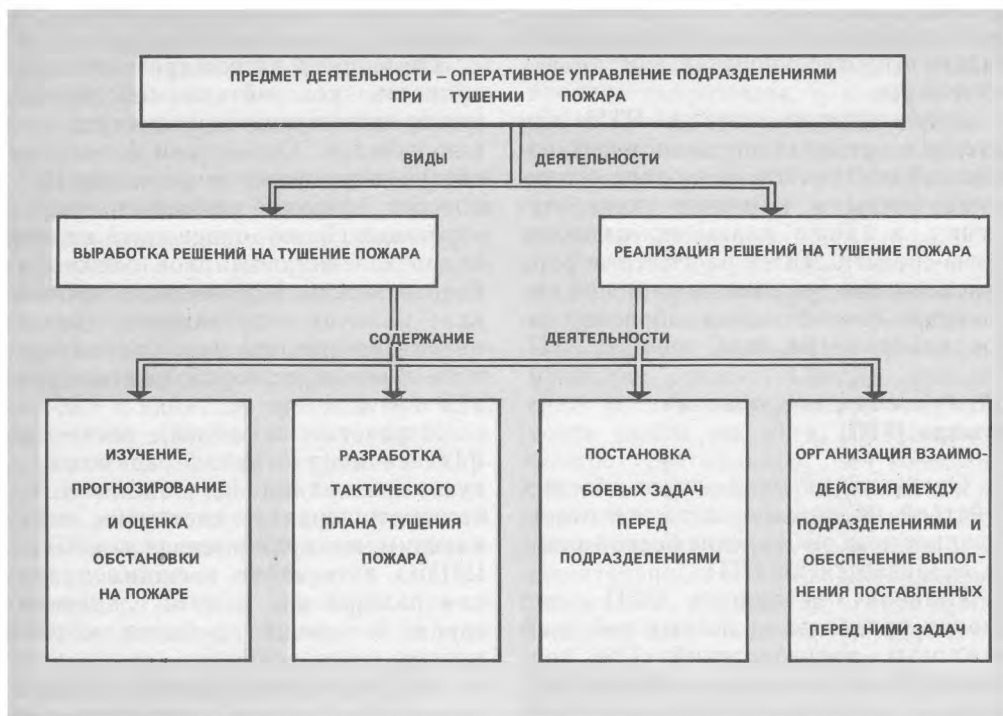 ПРЕДМЕТ ДЕЯТЕЛЬНОСТИ — ОПЕРАТИВНОЕ УПРАВЛЕНИЕ ПОДРАЗДЕЛЕНИЯМИ
ПРИ ТУШЕНИИ ПОЖАРА
ВИДЫ ДЕЯТЕЛЬНОСТИ
ВЫРАБОТКА РЕШЕНИЙ НА ТУШЕНИЕ ПОЖАРА
РЕАЛИЗАЦИЯ РЕШЕНИЙ НА ТУШЕНИЕ ПОЖАРА
СОДЕРЖАНИЕ ДЕЯТЕЛЬНОСТИ
ИЗУЧЕНИЕ,
ПРОГНОЗИРОВАНИЕ
И ОЦЕНКА
ОБСТАНОВКИ
НА ПОЖАРЕ
РАЗРАБОТКА
ТАКТИЧЕСКОГО
ПЛАНА ТУШЕНИЯ
ПОЖАРА
ПОСТАНОВКА
БОЕВЫХ ЗАДАЧ
ПЕРЕД
ПОДРАЗДЕЛЕНИЯМИ
ОРГАНИЗАЦИЯ ВЗАИМО-
ДЕЙСТВИЯ МЕЖДУ
ПОДРАЗДЕЛЕНИЯМИ И
ОБЕСПЕЧЕНИЕ ВЫПОЛ-
НЕНИЯ ПОСТАВЛЕННЫХ
ПЕРЕД НИМИ ЗАДАЧ